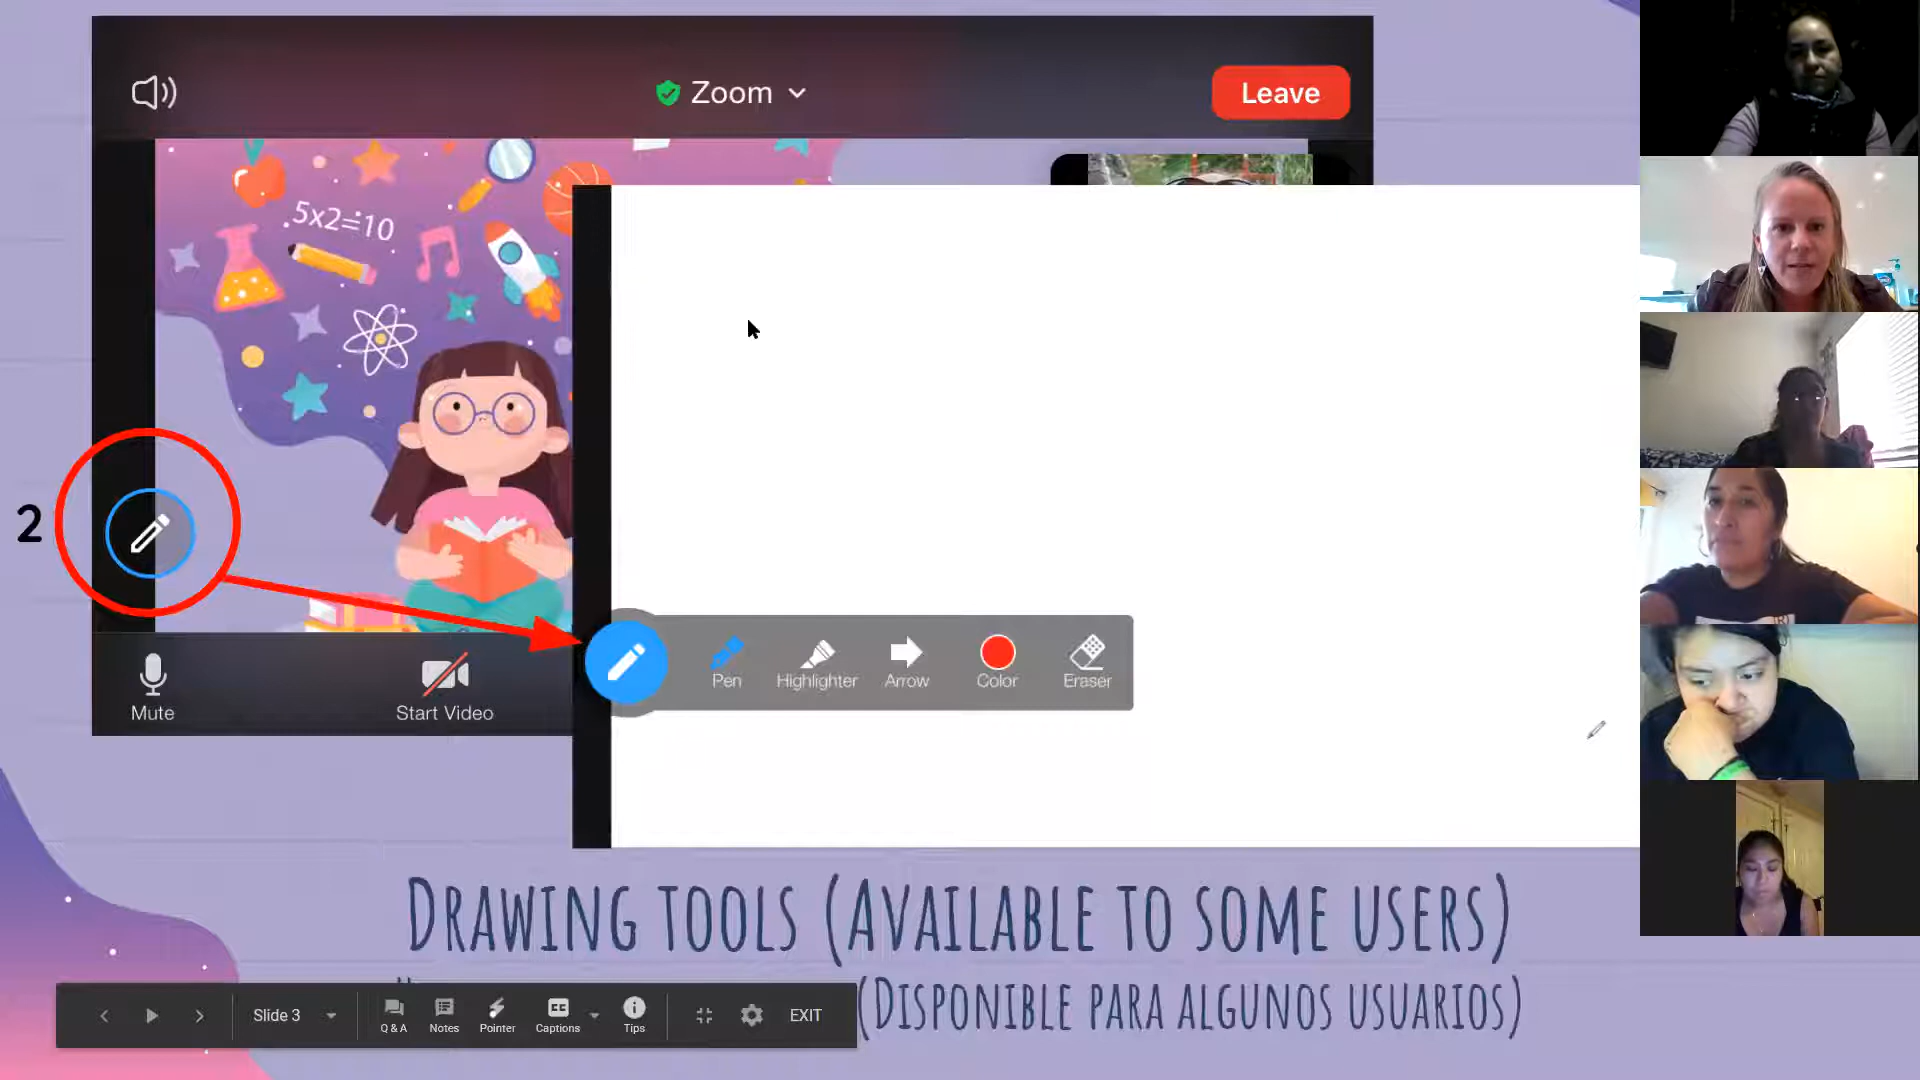 Zoom
Leave
5x2=10
2
Pen
Highlighter
Arrow
Color
Eraser
Mute
Start Video
DRAWING TOOLS (AVAILABLE TO SOME USERS)
(DISPONIBLE PARA ALGUNOS USUARIOS)
Slide 3
Q & A
Notes
Pointer
CC
Captions
Tips
EXIT